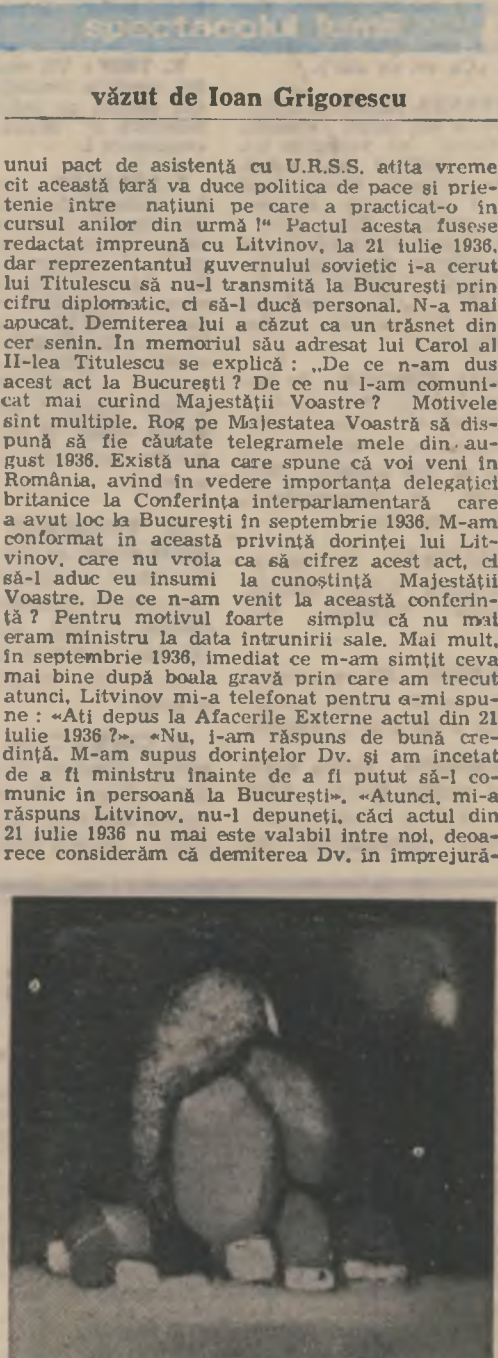 spectacolul lumii
văzut de Ioan Grigorescu
unui pact de asistentă cu U.R.S.S. atîta vreme
cit această țară va duce politica de pace și prie-
tenie între națiuni pe care a practicat-o în
cursul anilor din urmă !“ Pactul acesta fusese
redactat împreună cu Litvinov, la 21 iulie 1936,
dar reprezentantul guvernului sovietic i-a cerut
lui Titulescu să nu-l transmită la București prin
cifru diplomatic, ci să-l ducă personal. N-a mai
apucat. Demiterea lui a căzut ca un trăsnet din
cer senin. In memoriul său adresat lui Carol al
II-lea Titulescu se explică : „De ce n-am dus
acest act la București ? De ce nu l-am comuni-
cat mai curind Majestății Voastre ? Motivele
sint multiple. Rog pe Majestatea Voastră să dis-
pună să fie căutate telegramele mele din au-
gust 1936. Există una care spune că voi veni în
România, avind în vedere importanța delegației
britanice la Conferința interparlamentară care
a avut loc la București în septembrie 1936. M-am
conformat in această privință dorinței lui Lit-
vinov, care nu vroia ca să cifrez acest act, ci
să-l aduc eu însumi la cunoștință Majestății
Voastre. De ce n-am venit la această conferin-
ță ? Pentru motivul foarte simplu că nu mai
eram ministru la data întrunirii sale. Mai mult,
în septembrie 1936, imediat ce m-am simțit ceva
mai bine după boala gravă prin care am trecut
atunci, Litvinov mi-a telefonat pentru a-mi spu-
ne : «Ați depus la Afacerile Externe actul din 21
iulie 1936 ?». «Nu, i-am răspuns de bună cre-
dință. M-am supus dorințelor Dv. și am incetat
de a fi ministru înainte de a fi putut să-l co-
munic în persoană la București». «Atunci, mi-a
răspuns Litvinov, nu-l depuneți, căci actul din
21 iulie 1936 nu mai este valabil intre noi, deoa-
rece considerăm că demiterea Dv. în împrejură-